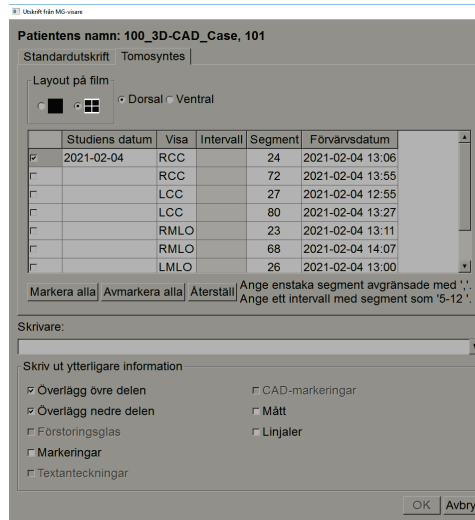 Utskrift från MG-visare
Patientens namn: 100_3D-CAD_Case, 101
Standardutskrift Tomosyntes
Layout på film
Dorsal Ventral
Studiens datum Visa Intervall Segment Förvärvsdatum
2021-02-04 RCC 24 2021-02-04 13:06
RCC 72 2021-02-04 13:55
LCC 27 2021-02-04 12:55
LCC 80 2021-02-04 13:27
RMLO 23 2021-02-04 13:11
RMLO 68 2021-02-04 14:07
LMLO 26 2021-02-04 13:00
Markera alla Avmarkera alla Återställ Ange enstaka segment avgränsade med ','.
Ange ett intervall med segment som '5-12 '.
Skrivare:
Skriv ut ytterligare information
Överlägg övre delen CAD-markeringar
Överlägg nedre delen Mått
Förstoringsglas Linjaler
Markeringar
Textanteckningar
OK Avbry